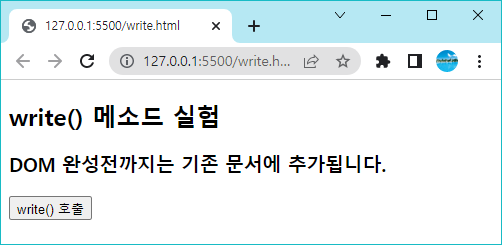 127.0.0.1:5500/write.html
127.0.0.1:5500/write.h...
write() 메소드 실험
DOM 완성전까지는 기존 문서에 추가됩니다.
write() 호출